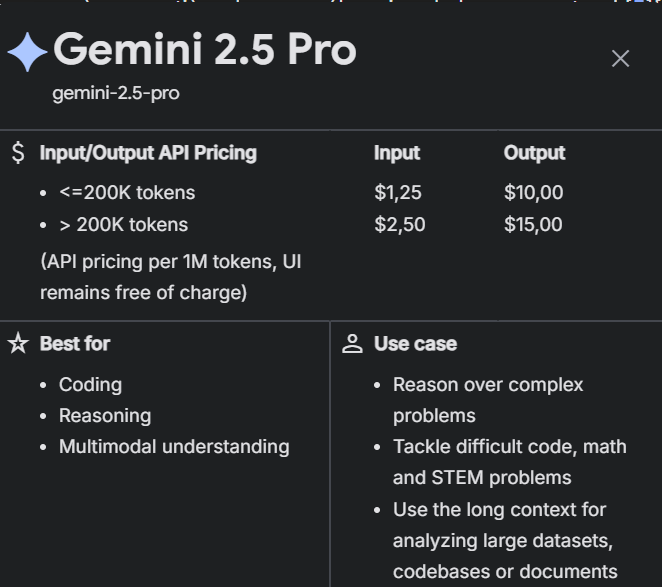 Gemini 2.5 Pro
gemini-2.5-pro
Input/Output API Pricing Input Output
• <=200K tokens $1,25 $10,00
• > 200K tokens $2,50 $15,00
(API pricing per 1M tokens, UI
remains free of charge)
Best for
• Coding
• Reasoning
• Multimodal understanding
Use case
• Reason over complex
problems
• Tackle difficult code, math
and STEM problems
• Use the long context for
analyzing large datasets,
codebases or documents